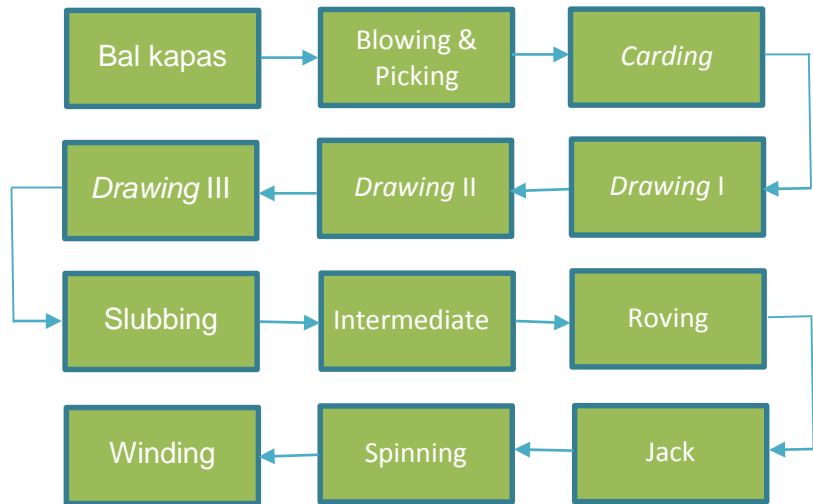 Bal kapas
Blowing &
Picking
Carding
Drawing I
Drawing II
Drawing III
Slubbing
Intermediate
Roving
Jack
Spinning
Winding